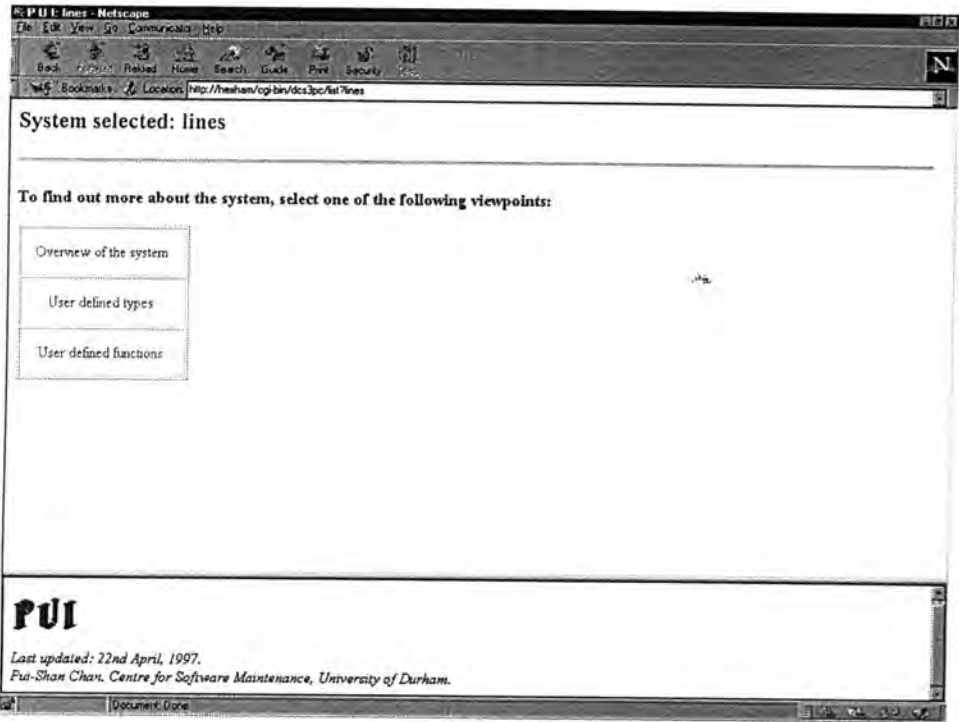 P U I: lines - Netscape
File Edit View Go Communicator Help
Back Forward Reload Home Search Guide Print Security
Bookmarks Location: http://hexham/cgi-bin/dcs3pc/list?lines
N
System selected: lines
To find out more about the system, select one of the following viewpoints:
Overview of the system
User defined types
User defined functions
PUI
Last updated: 22nd April, 1997.
Pui-Shan Chan. Centre for Software Maintenance, University of Durham.
Document: Done